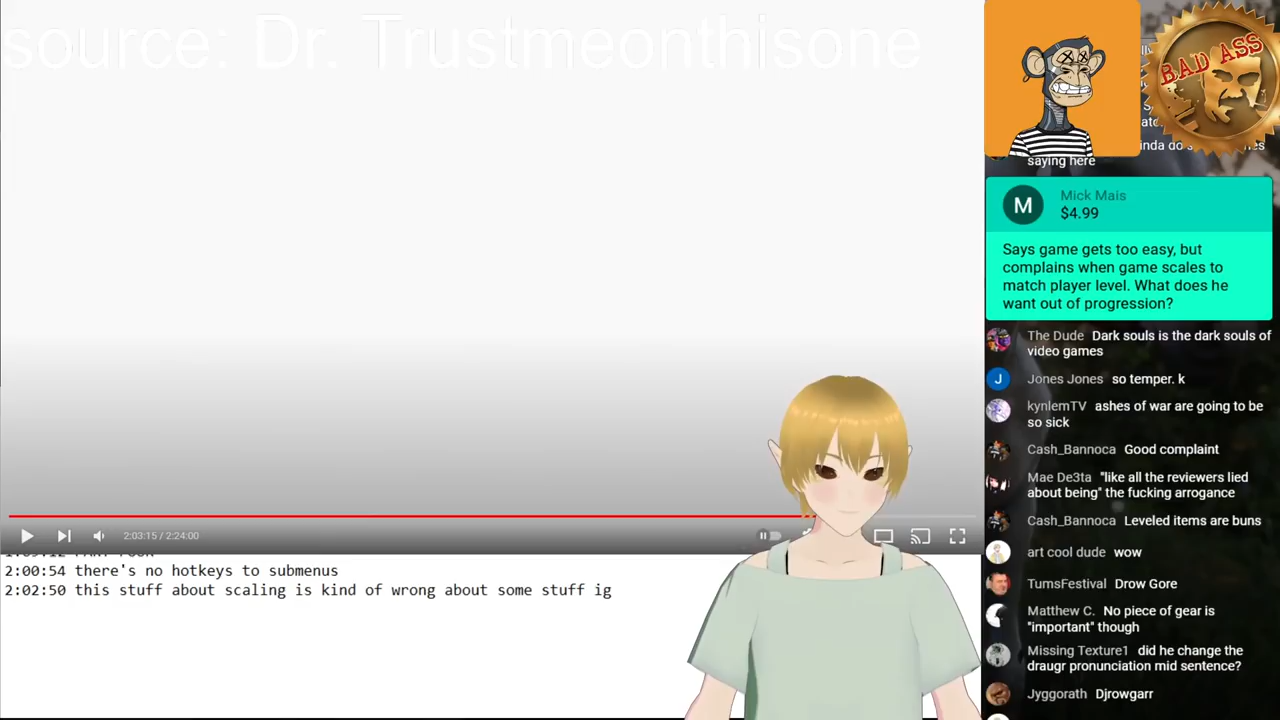 source: Dr. Trustmeonthisone
BAD ASS
saying here
M
Mick Mais
$4.99
Says game gets too easy, but
complains when game scales to
match player level. What does he
want out of progression?
The Dude Dark souls is the dark souls of
video games
J Jones Jones so temper. k
kynlemTV ashes of war are going to be
so sick
Cash_Bannoca Good complaint
Mae De3ta "like all the reviewers lied
about being" the fucking arrogance
Cash_Bannoca Leveled items are buns
art cool dude wow
TumsFestival Drow Gore
Matthew C. No piece of gear is
"important" though
Missing Texture1 did he change the
draugr pronunciation mid sentence?
Jyggorath Djrowgarr
2:03:15 / 2:24:00
2:00:54 there's no hotkeys to submenus
2:02:50 this stuff about scaling is kind of wrong about some stuff ig